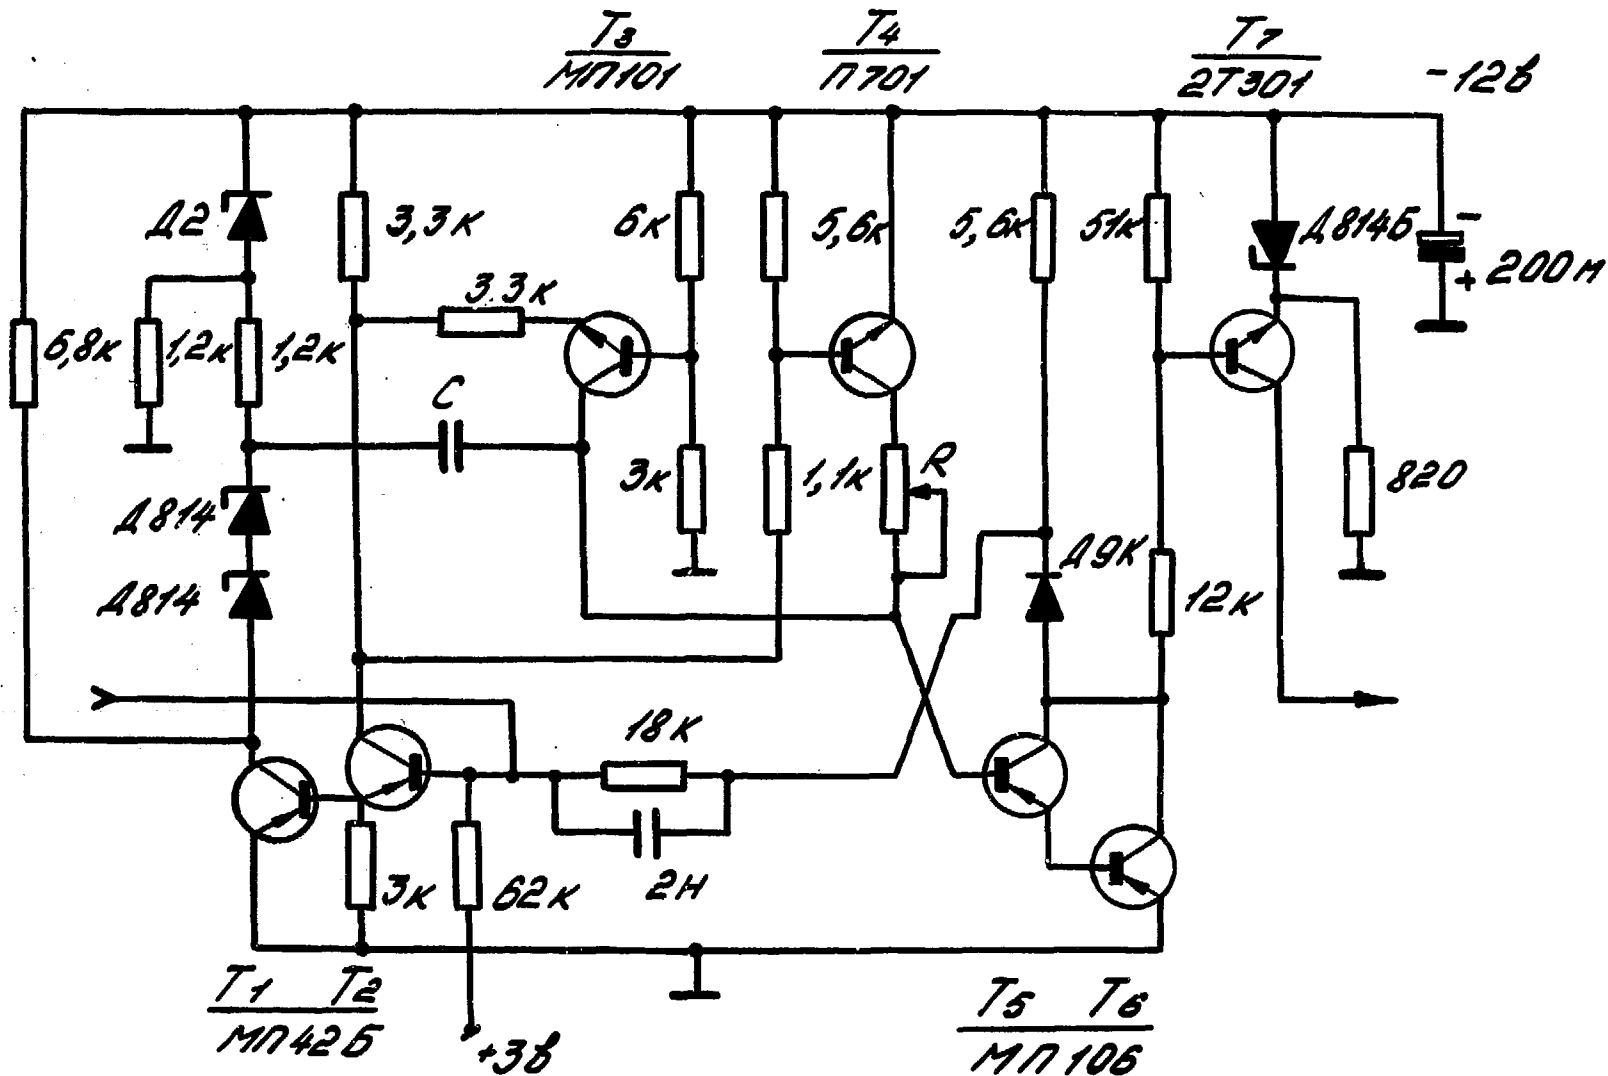 Т3
МП101
Т4
П701
Т7
2Т301
-12в
Д2
3,3к
6к
5,6к
5,6к
51к
Д814Б
-
+
200м
3.3к
6,8к
1,2к
1,2к
C
3к
1,1к
R
820
Д814
Д9К
Д814
12к
18к
3к
62к
2н
Т1 Т2
МП42Б
+3в
Т5 Т6
МП106